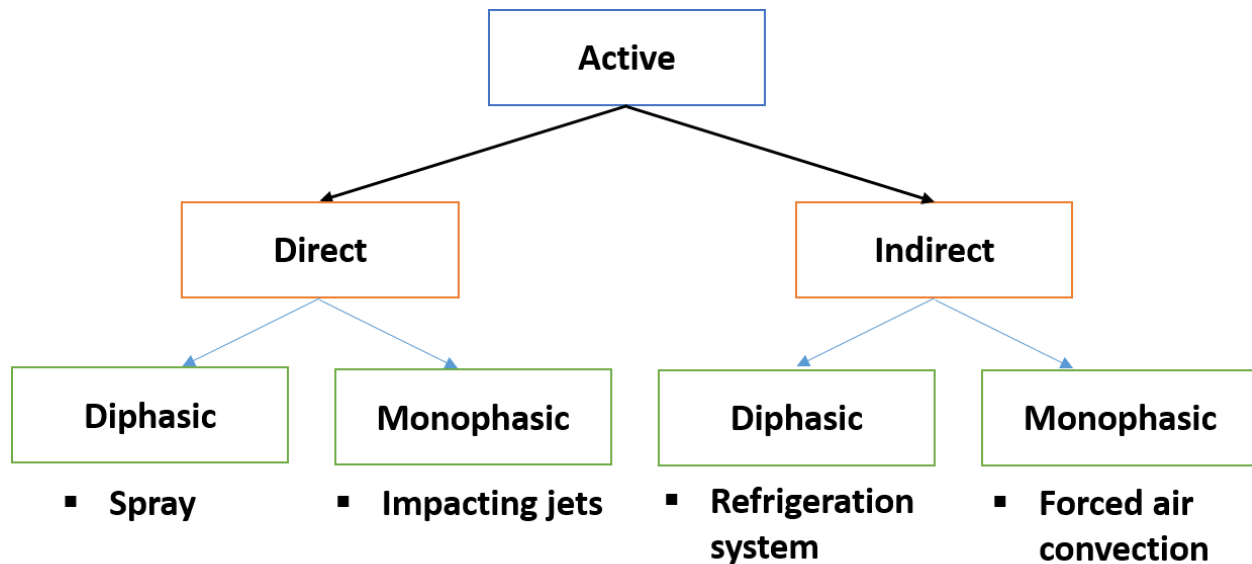 Active
Direct
Indirect
Diphasic
Monophasic
Diphasic
Monophasic
▪ Spray
▪ Impacting jets
▪ Refrigeration
system
▪ Forced air
convection